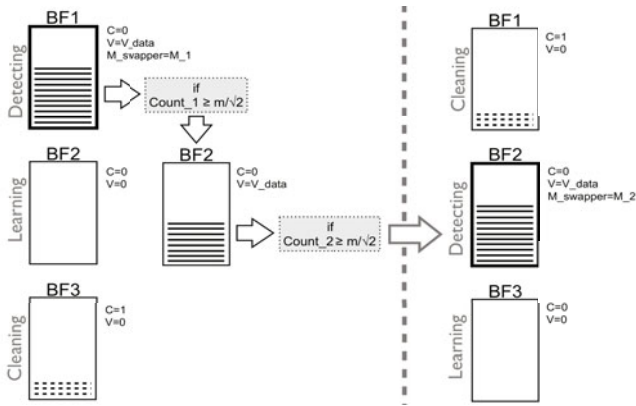 BF1
Detecting
C=0
V=V_data
M_swapper=M_1
if
Count_1 ≥ m/√2
BF2
Learning
C=0
V=0
BF2
C=0
V=V_data
if
Count_2 ≥ m/√2
BF3
Cleaning
C=1
V=0
BF1
Cleaning
C=1
V=0
BF2
Detecting
C=0
V=V_data
M_swapper=M_2
BF3
Learning
C=0
V=0